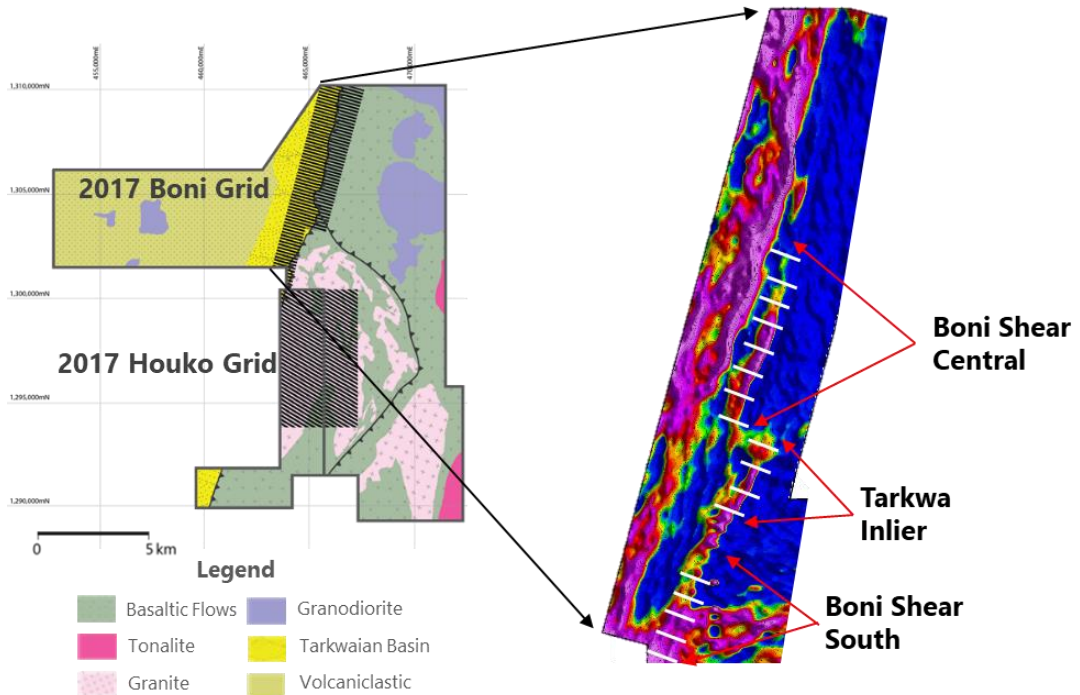 455,000mE
460,000mE
465,000mE
470,000mE
1,310,000mN
1,305,000mN
1,300,000mN
1,295,000mN
1,290,000mN
2017 Boni Grid
2017 Houko Grid
0
5 km
Legend
Basaltic Flows
Granodiorite
Tonalite
Tarkwaian Basin
Granite
Volcaniclastic
Boni Shear
Central
Tarkwa
Inlier
Boni Shear
South